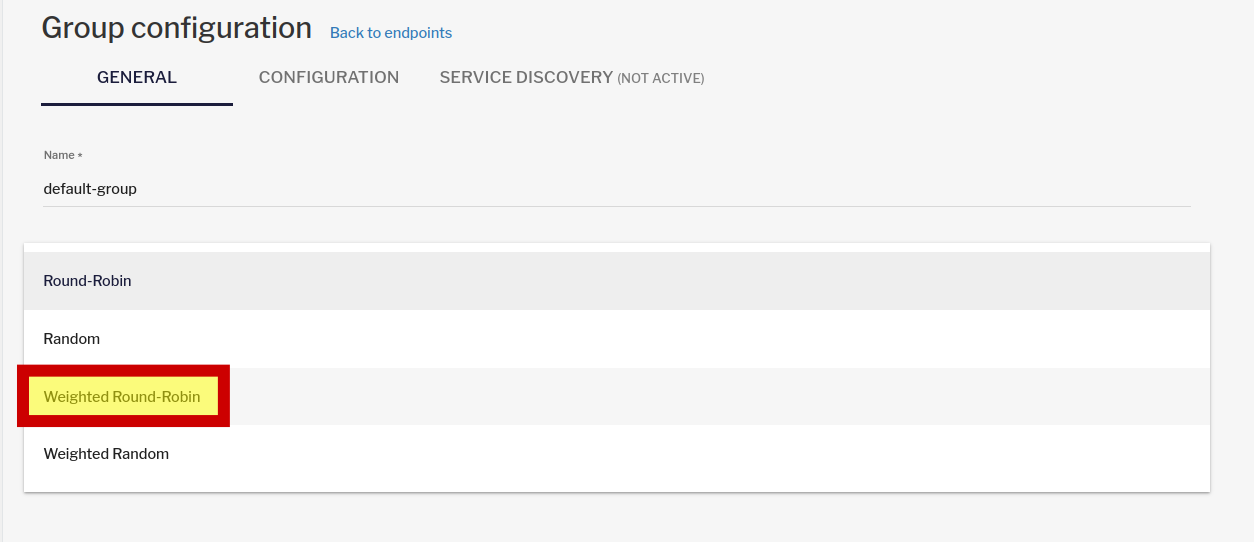 Group configuration Back to endpoints
GENERAL CONFIGURATION SERVICE DISCOVERY (NOT ACTIVE)
Name *
default-group
Round-Robin
Random
Weighted Round-Robin
Weighted Random